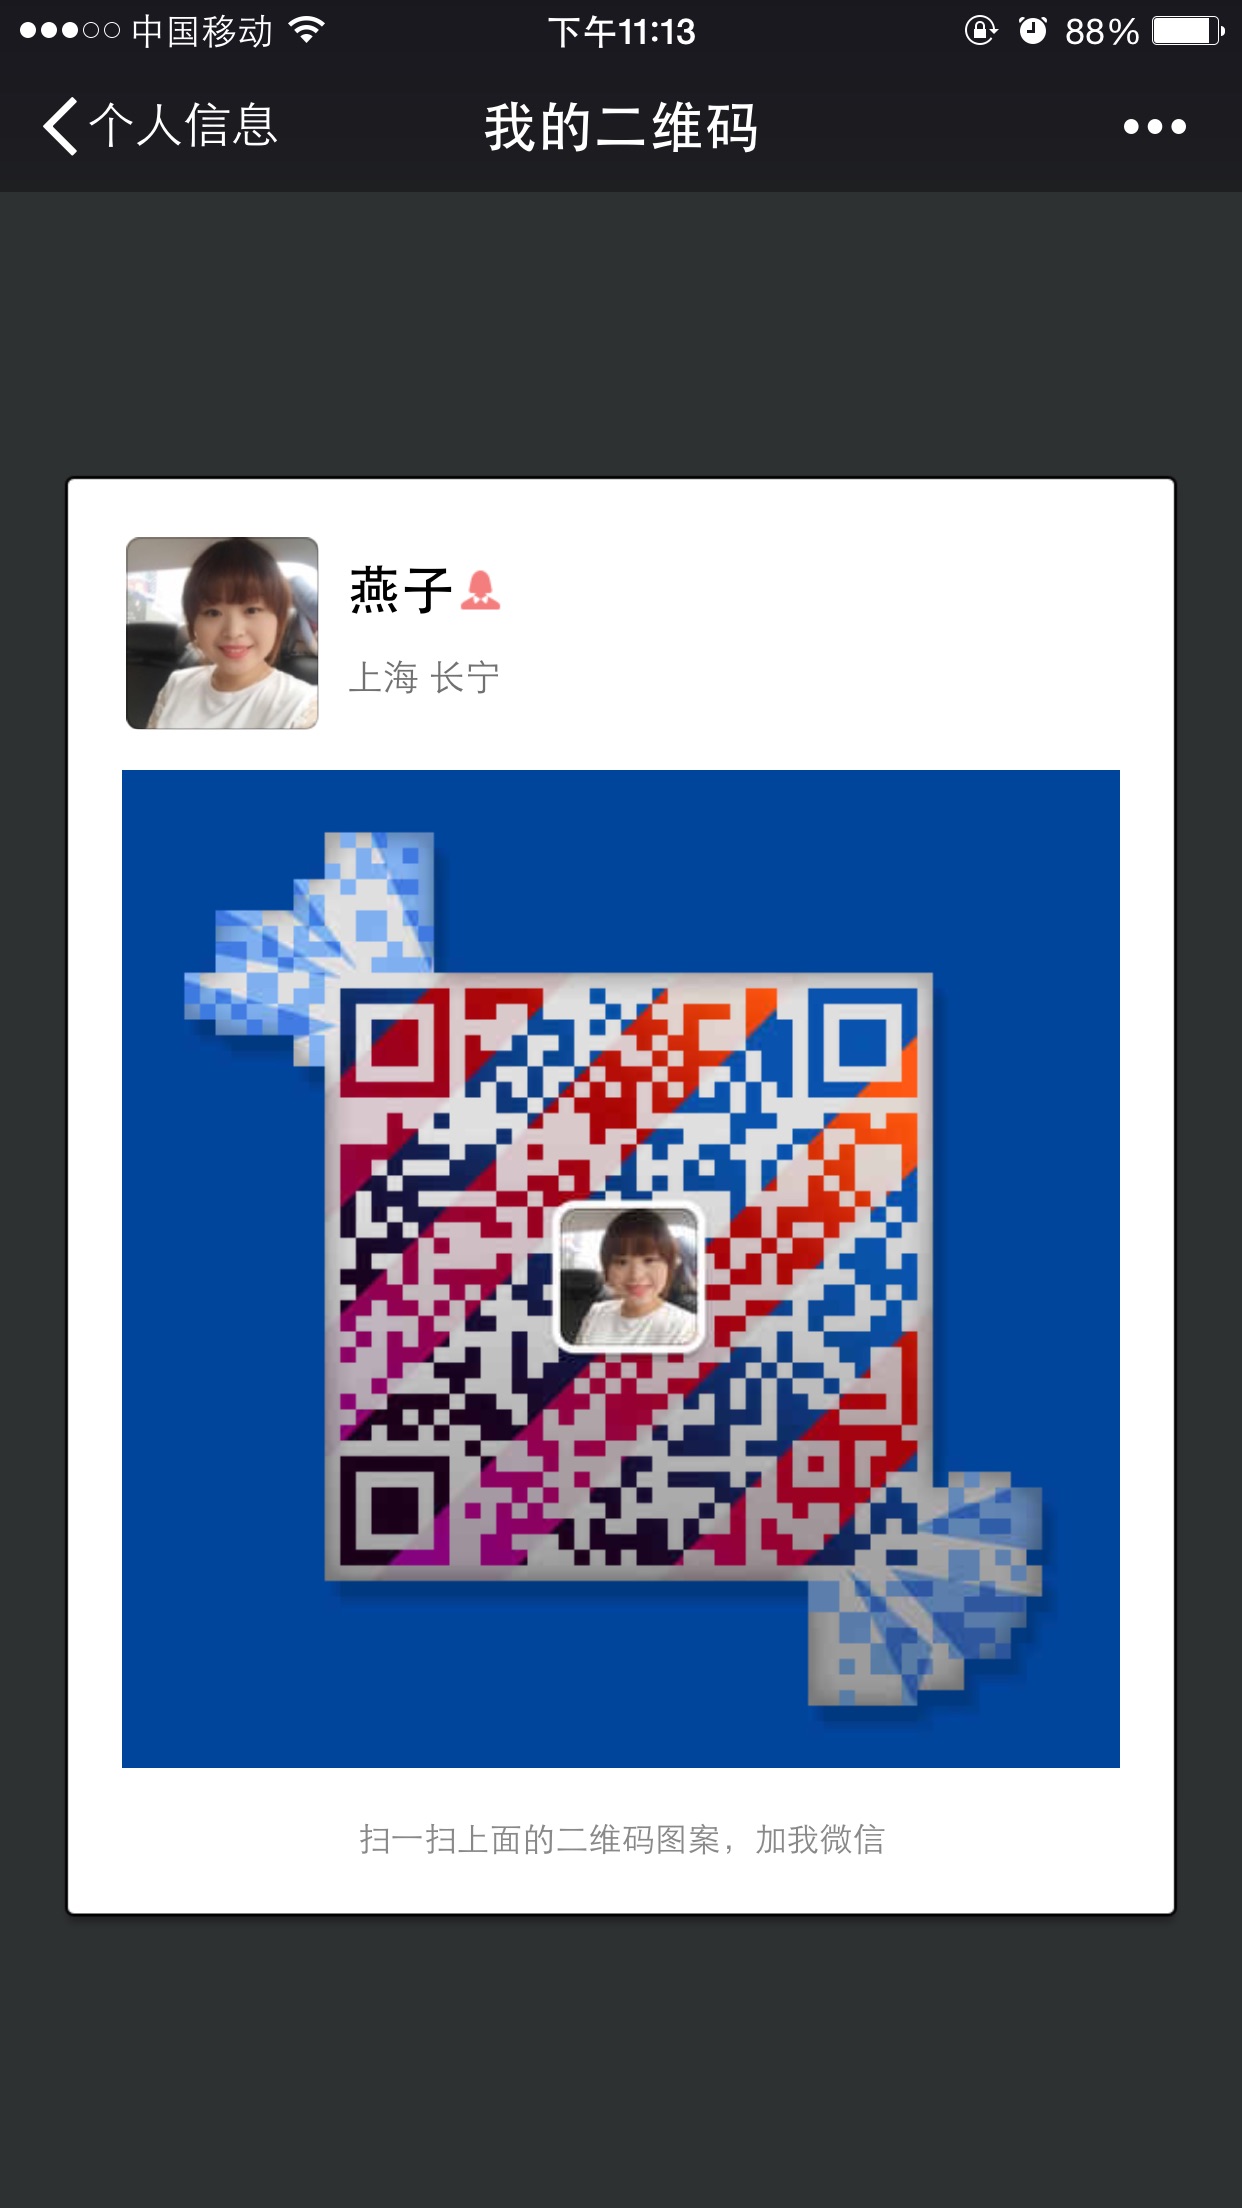 中国移动 下午11:13 88%
个人信息 我的二维码
燕子
上海 长宁
扫一扫上面的二维码图案，加我微信